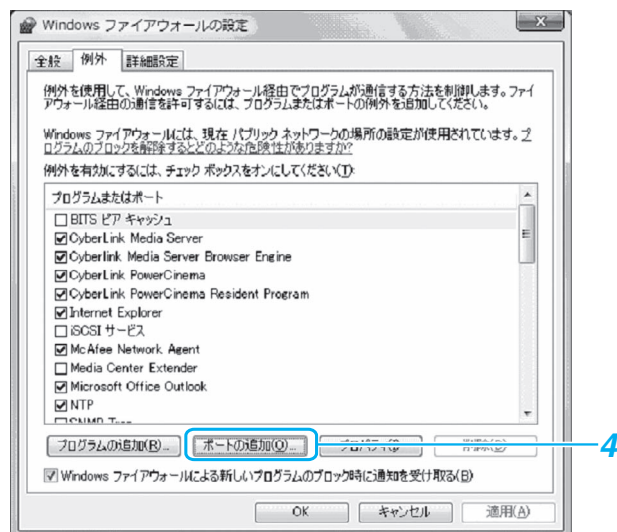 Windows ファイアウォールの設定
全般 例外 詳細設定
例外を使用して、Windows ファイアウォール経由でプログラムが通信する方法を制御します。ファイ
アウォール経由の通信を許可するには、プログラムまたはポートの例外を追加してください。
Windows ファイアウォールには、現在 パブリック ネットワークの場所の設定が使用されています。プ
ログラムのブロックを解除するとどのような危険性がありますか?
例外を有効にするには、チェック ボックスをオンにしてください(T):
プログラムまたはポート
BITS ピア キャッシュ
CyberLink Media Server
Cyberlink Media Server Browser Engine
CyberLink PowerCinema
CyberLink PowerCinema Resident Program
Internet Explorer
iSCSI サービス
McAfee Network Agent
Media Center Extender
Microsoft Office Outlook
NTP
SNMP Trap
プログラムの追加(R)... ポートの追加(O)...
4
Windows ファイアウォールによる新しいプログラムのブロック時に通知を受け取る(B)
OK キャンセル 適用(A)